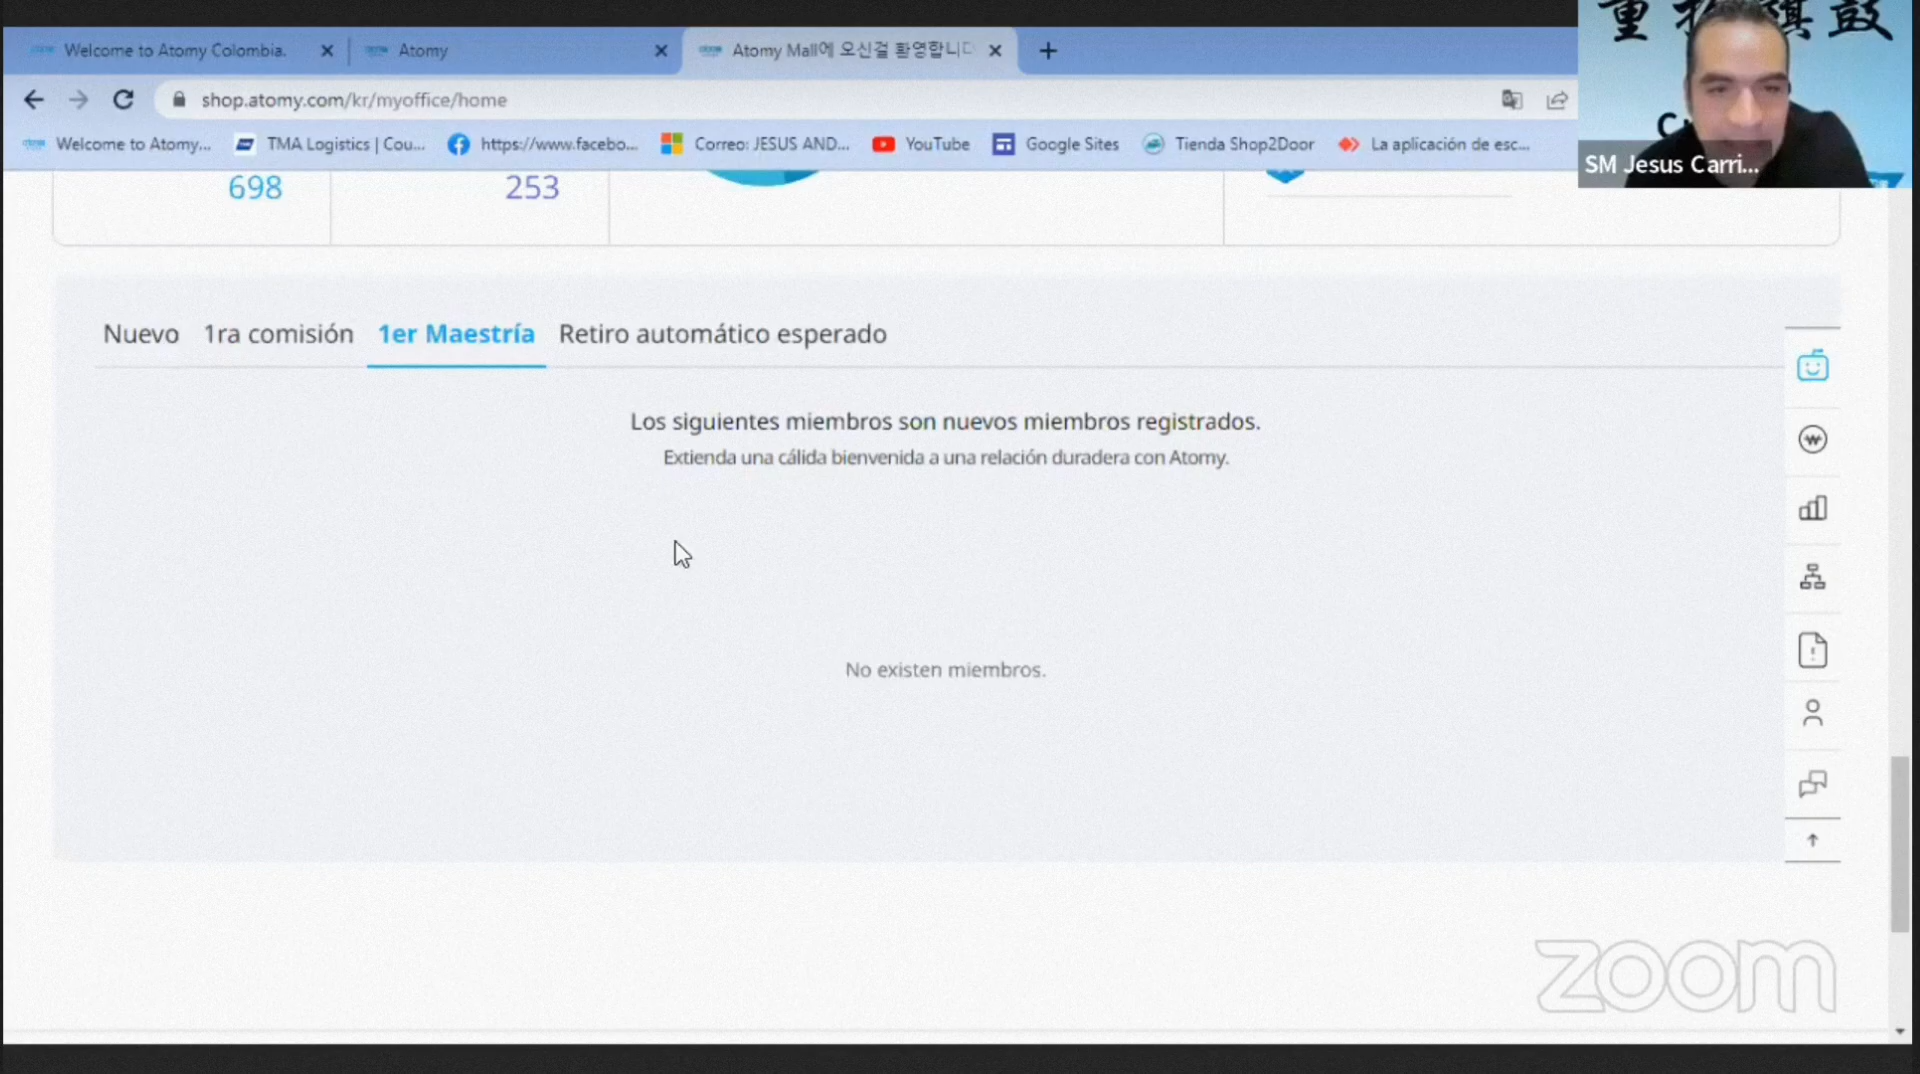 Welcome to Atomy Colombia.
Atomy
Atomy Mall에 오신걸 환영합니다
shop.atomy.com/kr/myoffice/home
Welcome to Atomy...
TMA Logistics | Cou...
https://www.facebo...
Correo: JESUS AND...
YouTube
Google Sites
Tienda Shop2Door
La aplicación de esc...
重振旗鼓
SM Jesus Carri...
698
253
Nuevo
1ra comisión
1er Maestría
Retiro automático esperado
Los siguientes miembros son nuevos miembros registrados.
Extienda una cálida bienvenida a una relación duradera con Atomy.
No existen miembros.
zoom